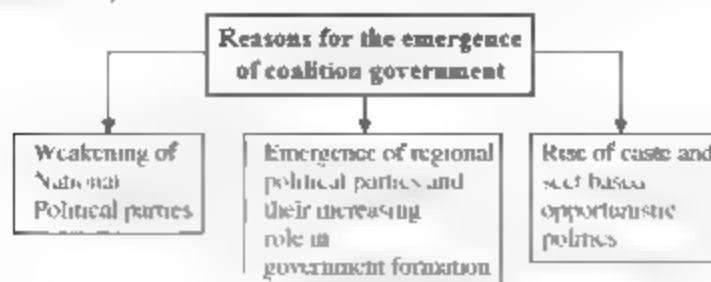 Reasons for the emergence
of coalition government
Weakening of
National
Political parties
Emergence of regional
political parties and
their increasing
role in
government formation
Rise of caste and
sect based
opportunistic
politics